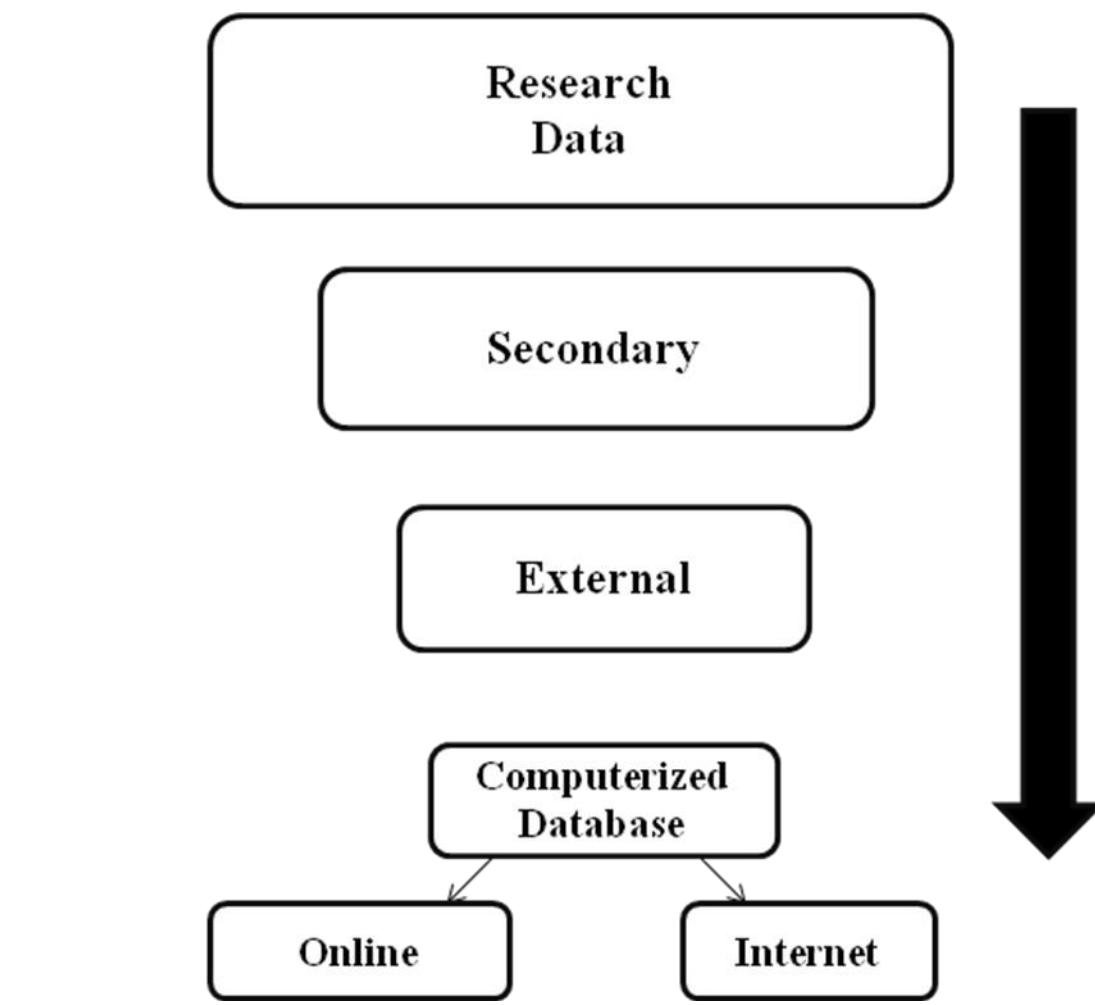 Research
Data
Secondary
External
Computerized
Database
Online
Internet